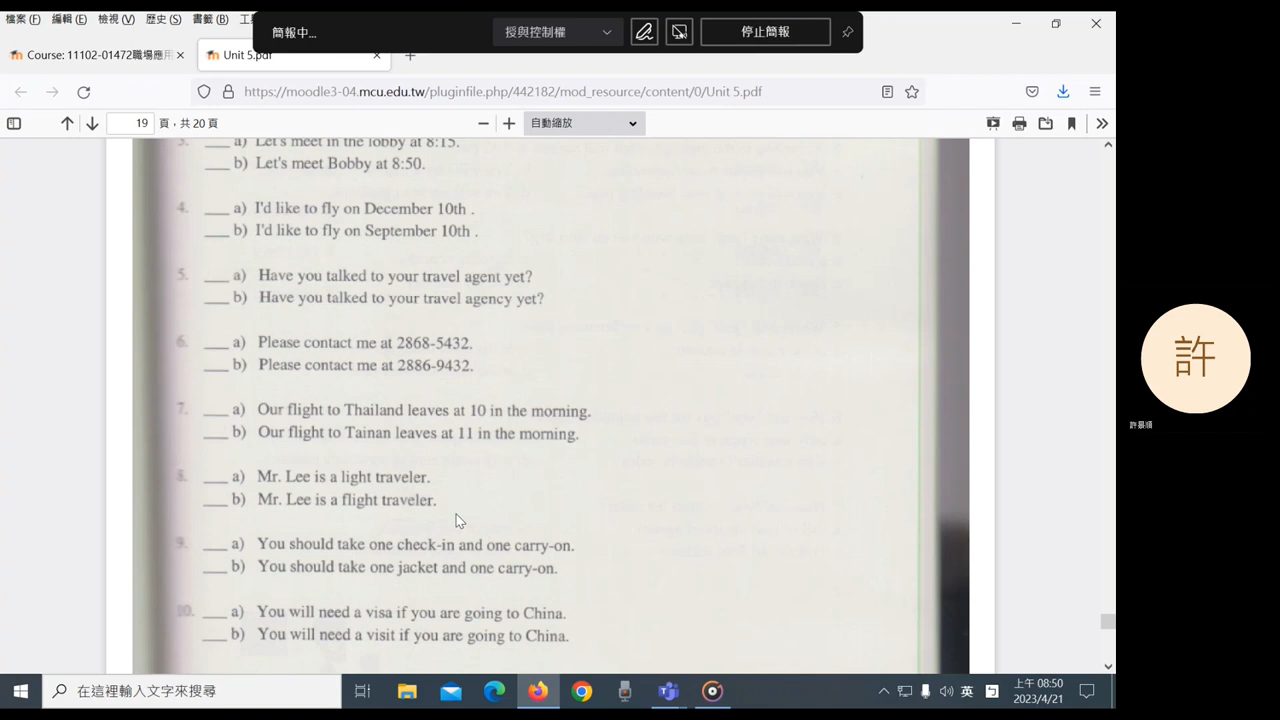 檔案(F) 編輯(E) 檢視(V) 歷史(S) 書籤(B)
簡報中...
授與控制權
停止簡報
Course: 11102-01472職場應用
Unit 5.pdf
https://moodle3-04.mcu.edu.tw/pluginfile.php/442182/mod_resource/content/0/Unit 5.pdf
19 頁，共 20 頁
自動縮放
3. ___ a) Let's meet in the lobby at 8:15.
___ b) Let's meet Bobby at 8:50.
4. ___ a) I'd like to fly on December 10th .
___ b) I'd like to fly on September 10th .
5. ___ a) Have you talked to your travel agent yet?
___ b) Have you talked to your travel agency yet?
6. ___ a) Please contact me at 2868-5432.
___ b) Please contact me at 2886-9432.
7. ___ a) Our flight to Thailand leaves at 10 in the morning.
___ b) Our flight to Tainan leaves at 11 in the morning.
8. ___ a) Mr. Lee is a light traveler.
___ b) Mr. Lee is a flight traveler.
9. ___ a) You should take one check-in and one carry-on.
___ b) You should take one jacket and one carry-on.
10. ___ a) You will need a visa if you are going to China.
___ b) You will need a visit if you are going to China.
許
在這裡輸入文字來搜尋
英
上午 08:50
2023/4/21